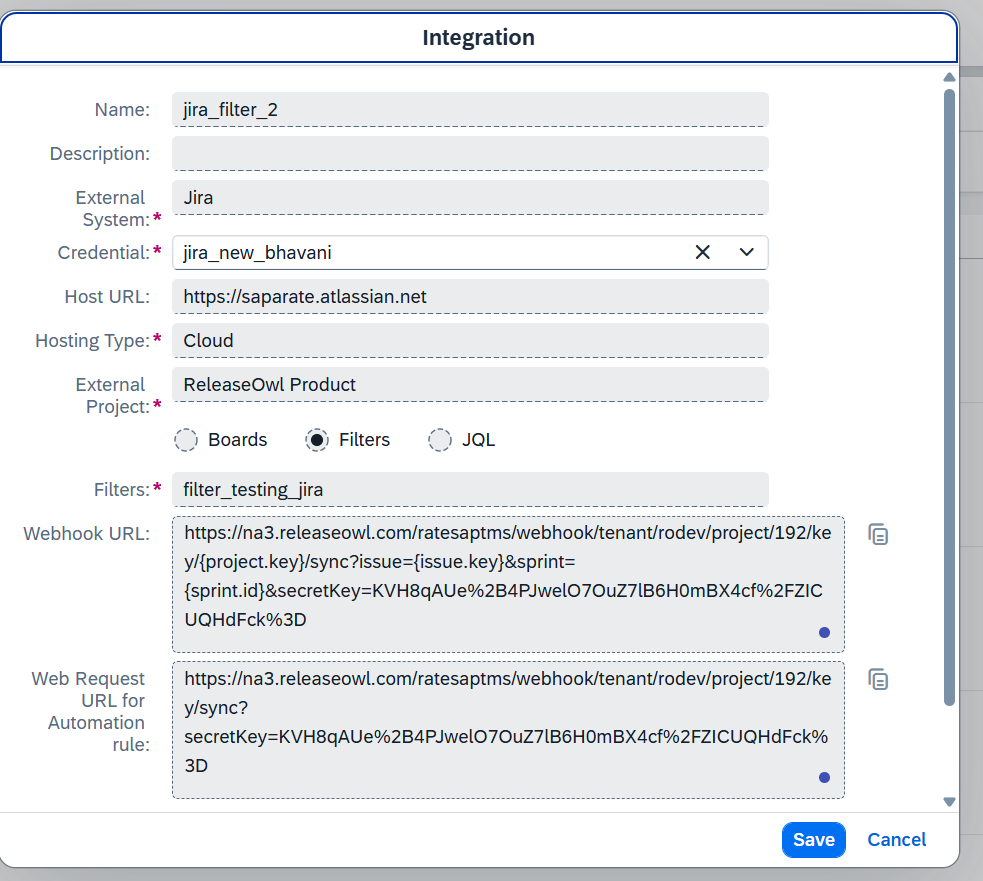 Integration
Name:
jira_filter_2
Description:
External
System:*
Jira
Credential:*
jira_new_bhavani
Host URL:
https://saparate.atlassian.net
Hosting Type:*
Cloud
External
Project:*
ReleaseOwl Product
Boards
Filters
JQL
Filters:*
filter_testing_jira
Webhook URL:
https://na3.releaseowl.com/ratesaptms/webhook/tenant/rodev/project/192/ke
y/{project.key}/sync?issue={issue.key}&sprint=
{sprint.id}&secretKey=KVH8qAUe%2B4PJwelO7OuZ7lB6H0mBX4cf%2FZIC
UQHdFck%3D
Web Request
URL for
Automation
rule:
https://na3.releaseowl.com/ratesaptms/webhook/tenant/rodev/project/192/ke
y/sync?
secretKey=KVH8qAUe%2B4PJwelO7OuZ7lB6H0mBX4cf%2FZICUQHdFck%
3D
Save
Cancel